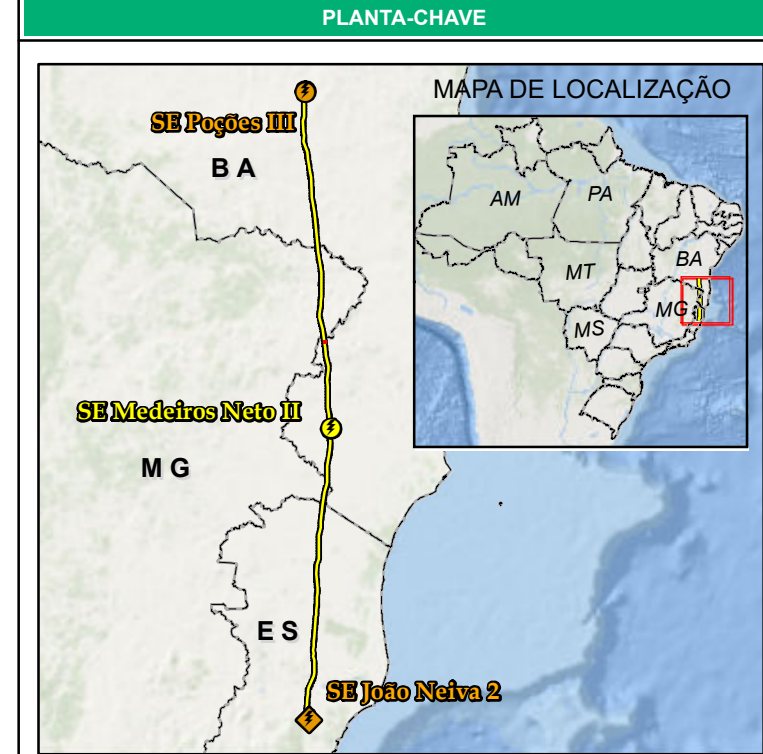 PLANTA-CHAVE
MAPA DE LOCALIZAÇÃO
SE Poções III
B A
AM
PA
BA
MT
MG
MS
SE Medeiros Neto II
M G
E S
SE João Neiva 2